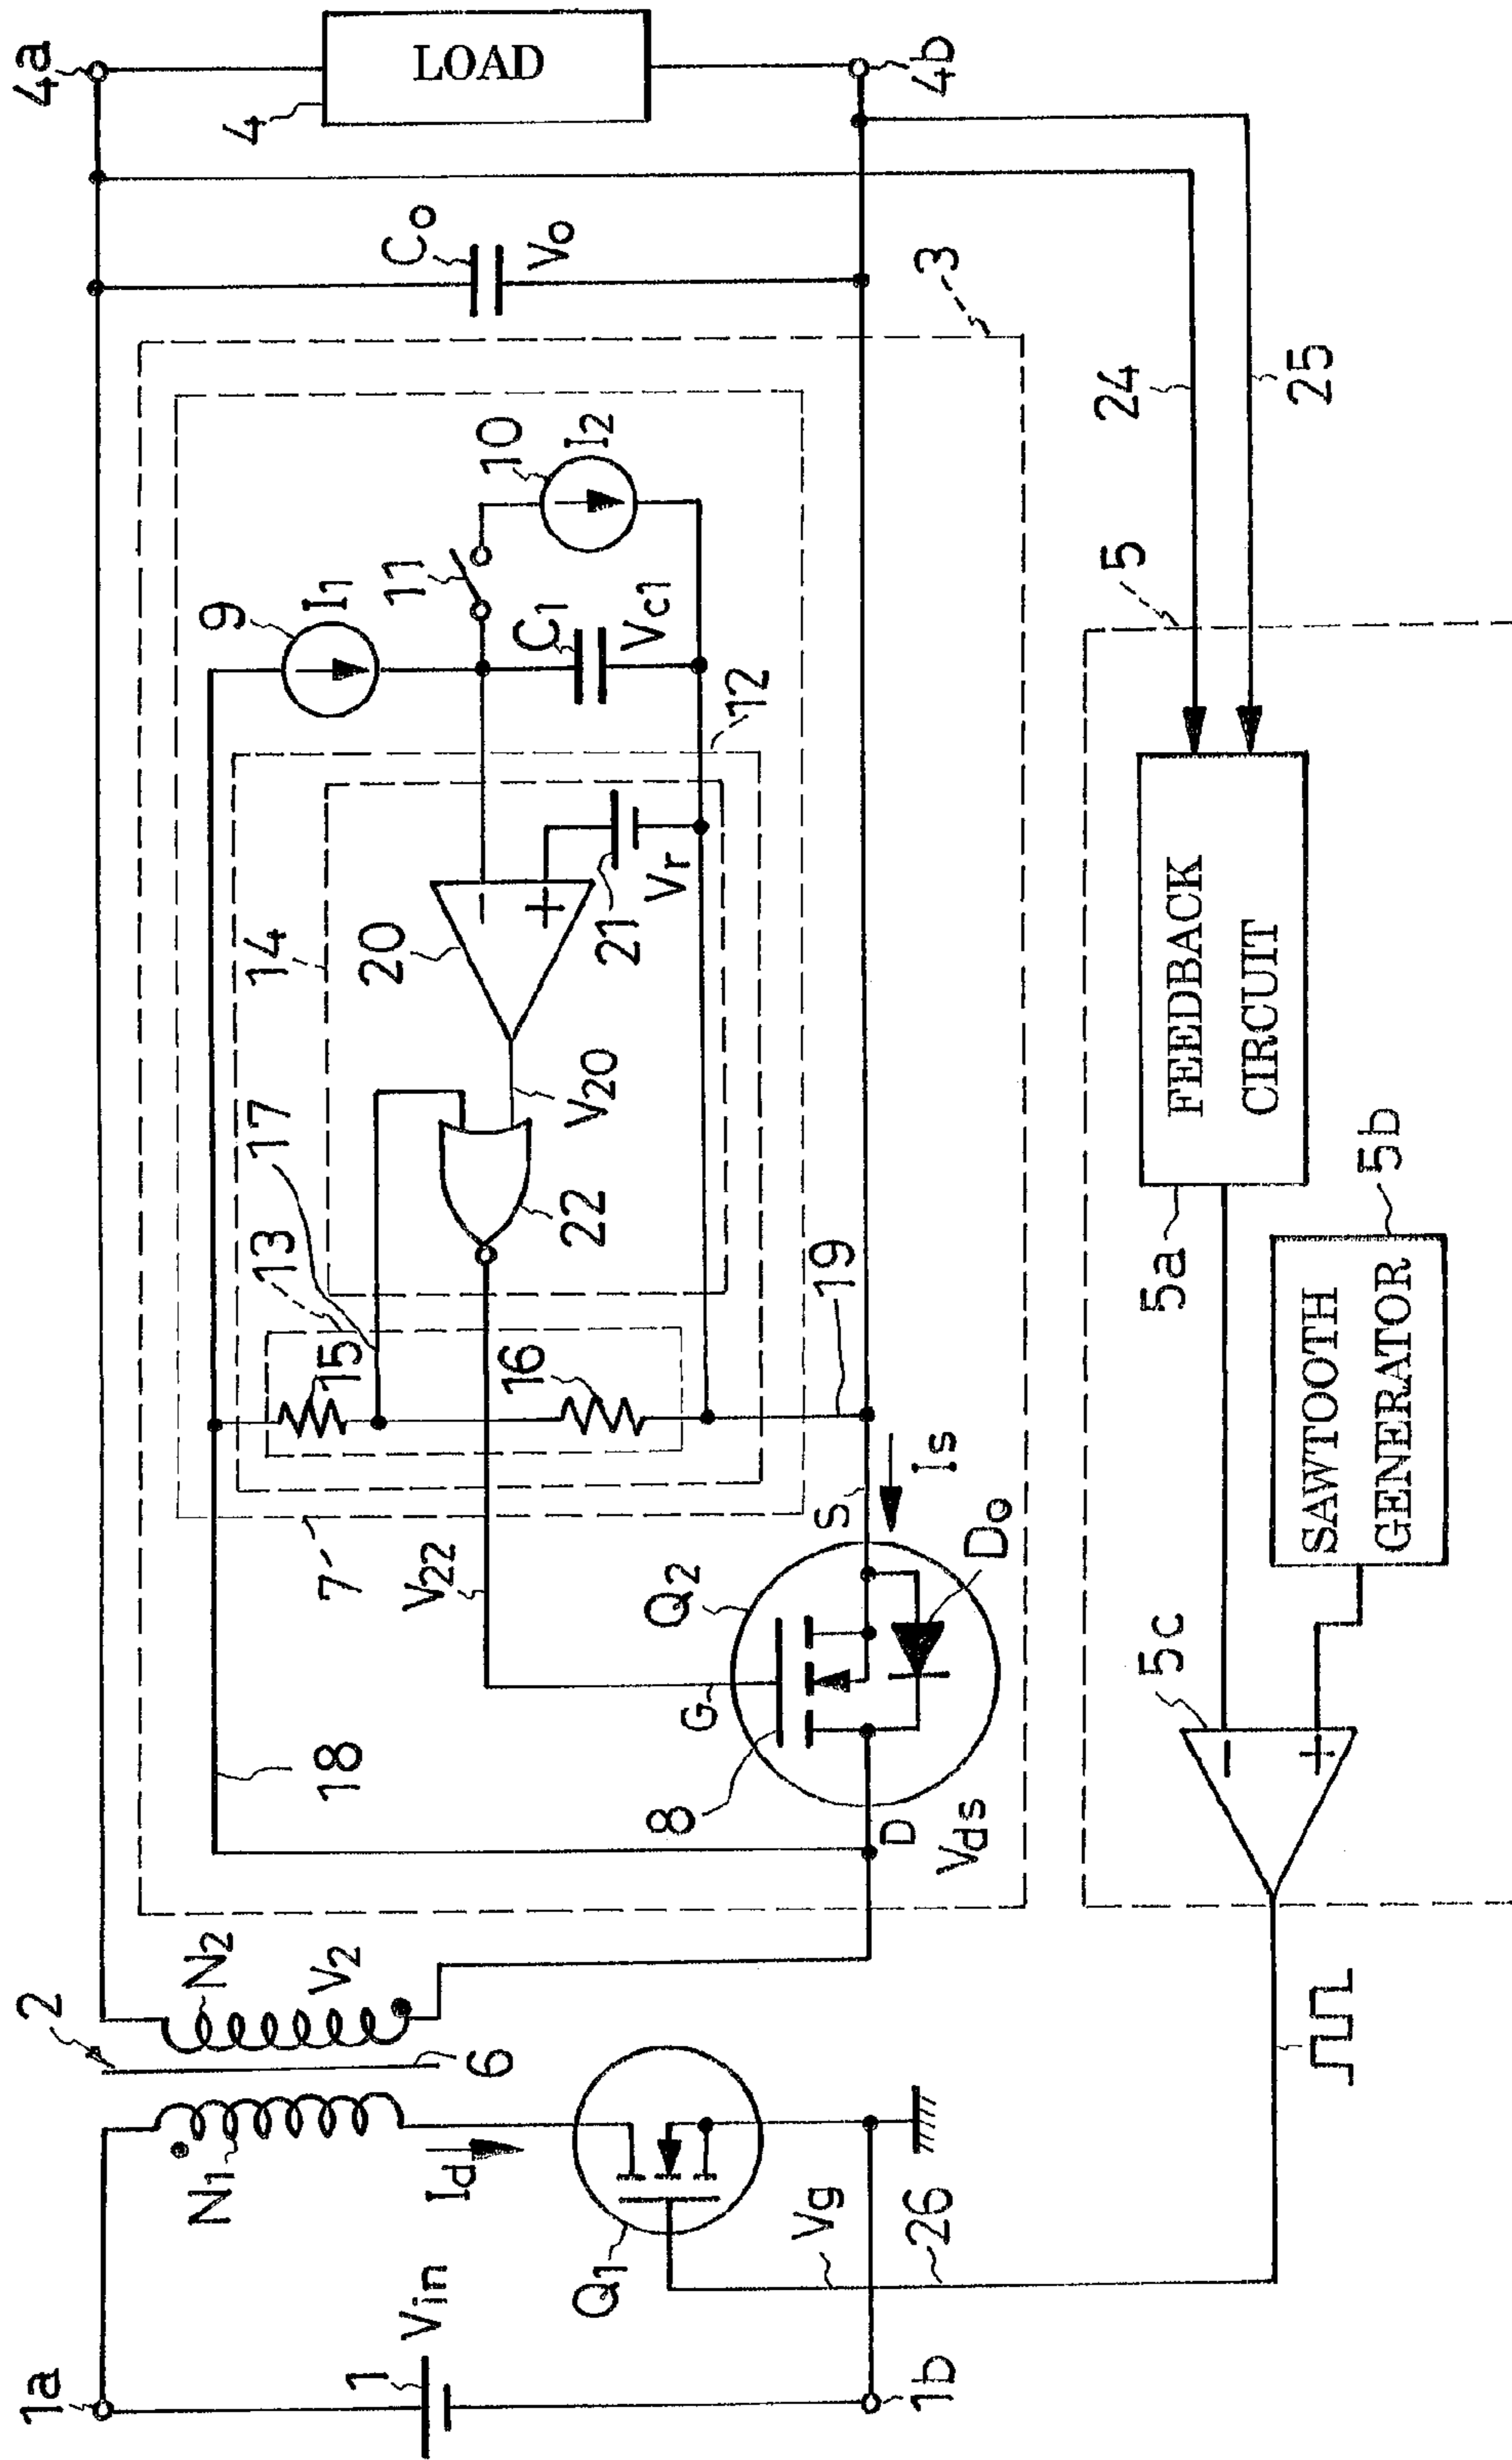 1a
1
Vin
1b
N1
Id
Q1
Vg
26
2
N2
V2
6
18
8
D
Vds
G
Q2
S
Do
Is
V22
7
13
17
15
16
19
22
V20
14
20
21
Vr
12
9
I1
11
C1
Vc1
10
I2
3
Co
Vo
4a
4
LOAD
4b
24
25
5
5a
FEEDBACK
CIRCUIT
5b
SAWTOOTH
GENERATOR
5c